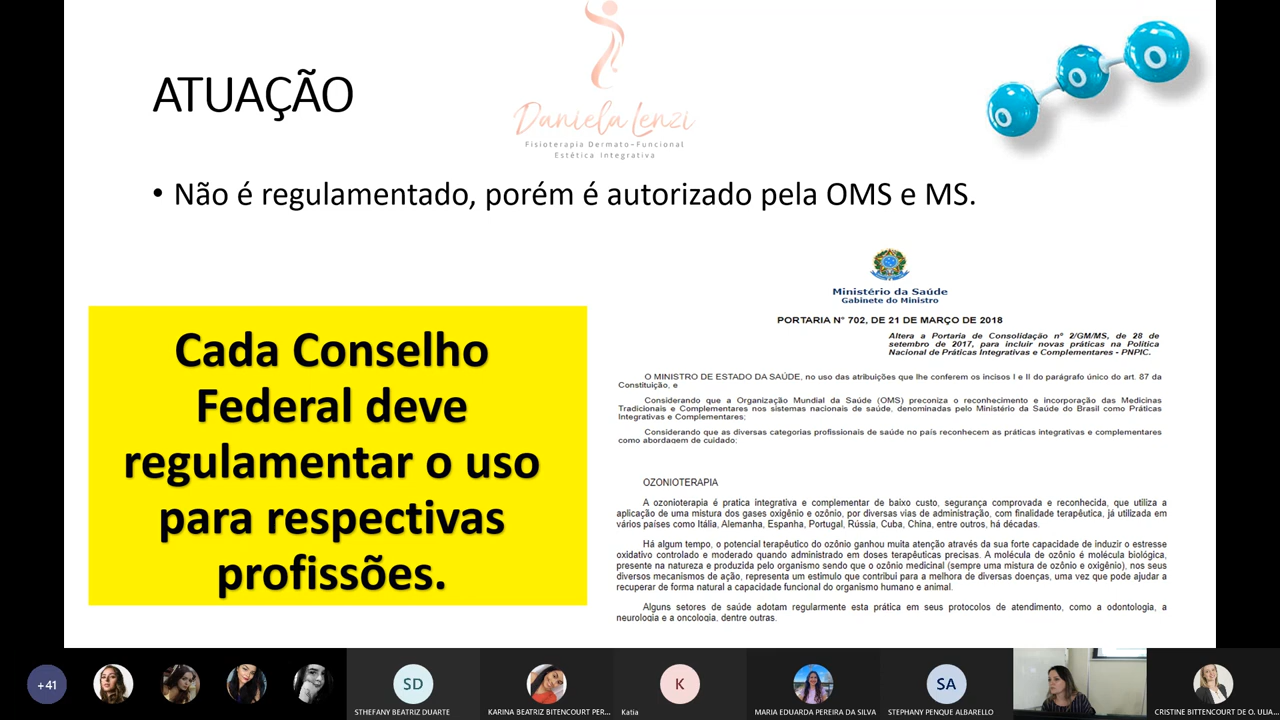 ATUAÇÃO
Daniela Lenzi
Fisioterapia Dermato-Funcional
Estética Integrativa
O O O
• Não é regulamentado, porém é autorizado pela OMS e MS.
Cada Conselho
Federal deve
regulamentar o uso
para respectivas
profissões.
Ministério da Saúde
Gabinete do Ministro
PORTARIA N° 702, DE 21 DE MARÇO DE 2018
Altera a Portaria de Consolidação nº 2/GM/MS, de 28 de
setembro de 2017, para incluir novas práticas na Política
Nacional de Práticas Integrativas e Complementares - PNPIC.
O MINISTRO DE ESTADO DA SAÚDE, no uso das atribuições que lhe conferem os incisos I e II do parágrafo único do art. 87 da
Constituição, e
Considerando que a Organização Mundial da Saúde (OMS) preconiza o reconhecimento e incorporação das Medicinas
Tradicionais e Complementares nos sistemas nacionais de saúde, denominadas pelo Ministério da Saúde do Brasil como Práticas
Integrativas e Complementares;
Considerando que as diversas categorias profissionais de saúde no país reconhecem as práticas integrativas e complementares
como abordagem de cuidado;
OZONIOTERAPIA
A ozonioterapia é pratica integrativa e complementar de baixo custo, segurança comprovada e reconhecida, que utiliza a
aplicação de uma mistura dos gases oxigênio e ozônio, por diversas vias de administração, com finalidade terapêutica, já utilizada em
vários países como Itália, Alemanha, Espanha, Portugal, Rússia, Cuba, China, entre outros, há décadas.
Há algum tempo, o potencial terapêutico do ozônio ganhou muita atenção através da sua forte capacidade de induzir o estresse
oxidativo controlado e moderado quando administrado em doses terapêuticas precisas. A molécula de ozônio é molécula biológica,
presente na natureza e produzida pelo organismo sendo que o ozônio medicinal (sempre uma mistura de ozônio e oxigênio), nos seus
diversos mecanismos de ação, representa um estimulo que contribui para a melhora de diversas doenças, uma vez que pode ajudar a
recuperar de forma natural a capacidade funcional do organismo humano e animal.
Alguns setores de saúde adotam regularmente esta prática em seus protocolos de atendimento, como a odontologia, a
neurologia e a oncologia, dentre outras.
+41
SD
K
SA
STHEFANY BEATRIZ DUARTE
KARINA BEATRIZ BITENCOURT PER...
Katia
MARIA EDUARDA PEREIRA DA SILVA
STEPHANY PENQUE ALBARELLO
CRISTINE BITTENCOURT DE O. ULIA...